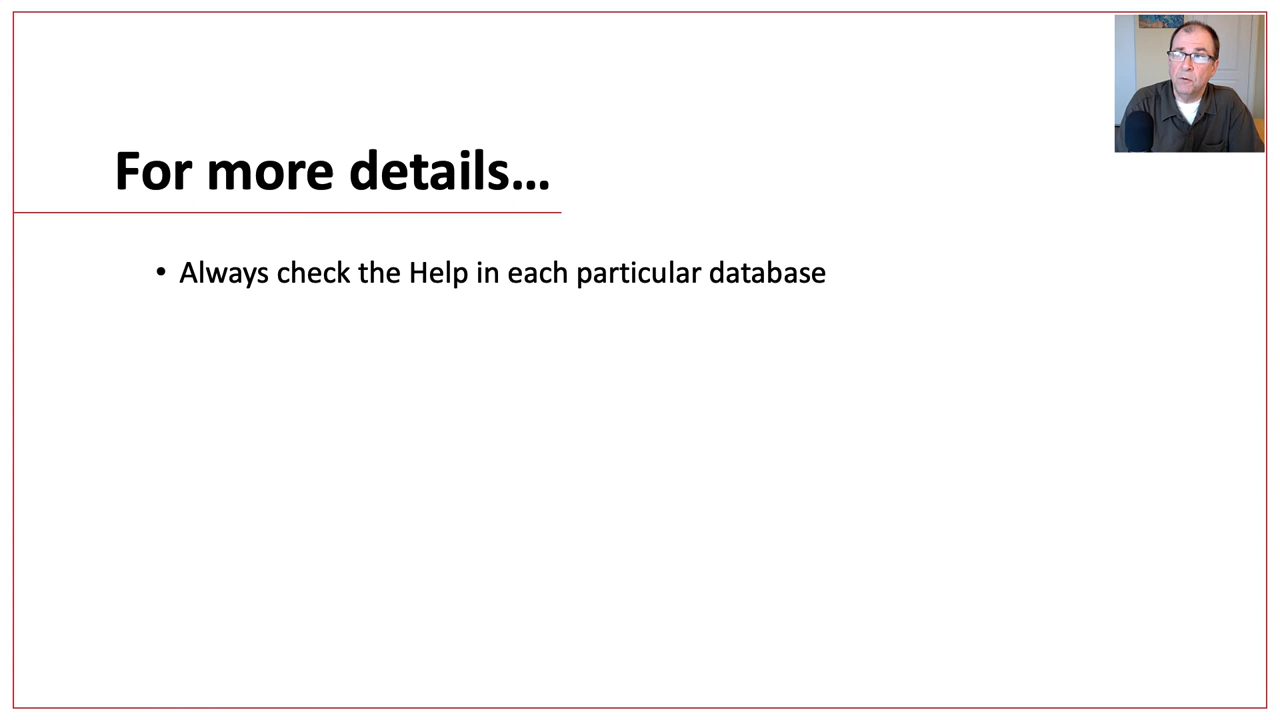 For more details...
• Always check the Help in each particular database